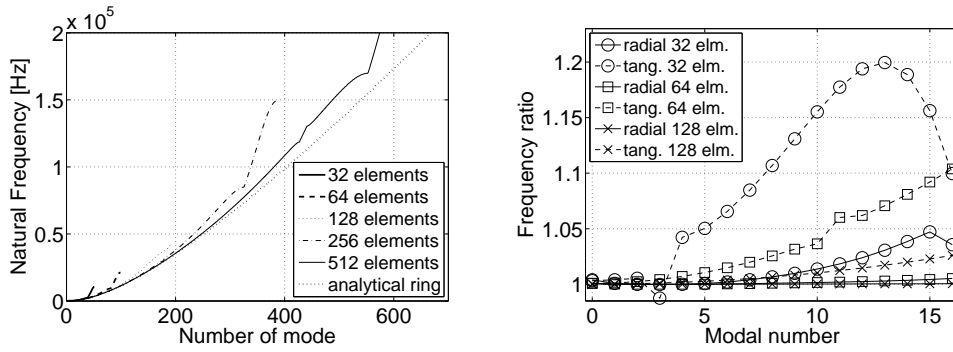 x 10^5
2
1.5
1
0.5
0
Natural Frequency [Hz]
32 elements
64 elements
128 elements
256 elements
512 elements
analytical ring
0 200 400 600
Number of mode
radial 32 elm.
tang. 32 elm.
radial 64 elm.
tang. 64 elm.
radial 128 elm.
tang. 128 elm.
1.2
1.15
1.1
1.05
1
Frequency ratio
0 5 10 15
Modal number